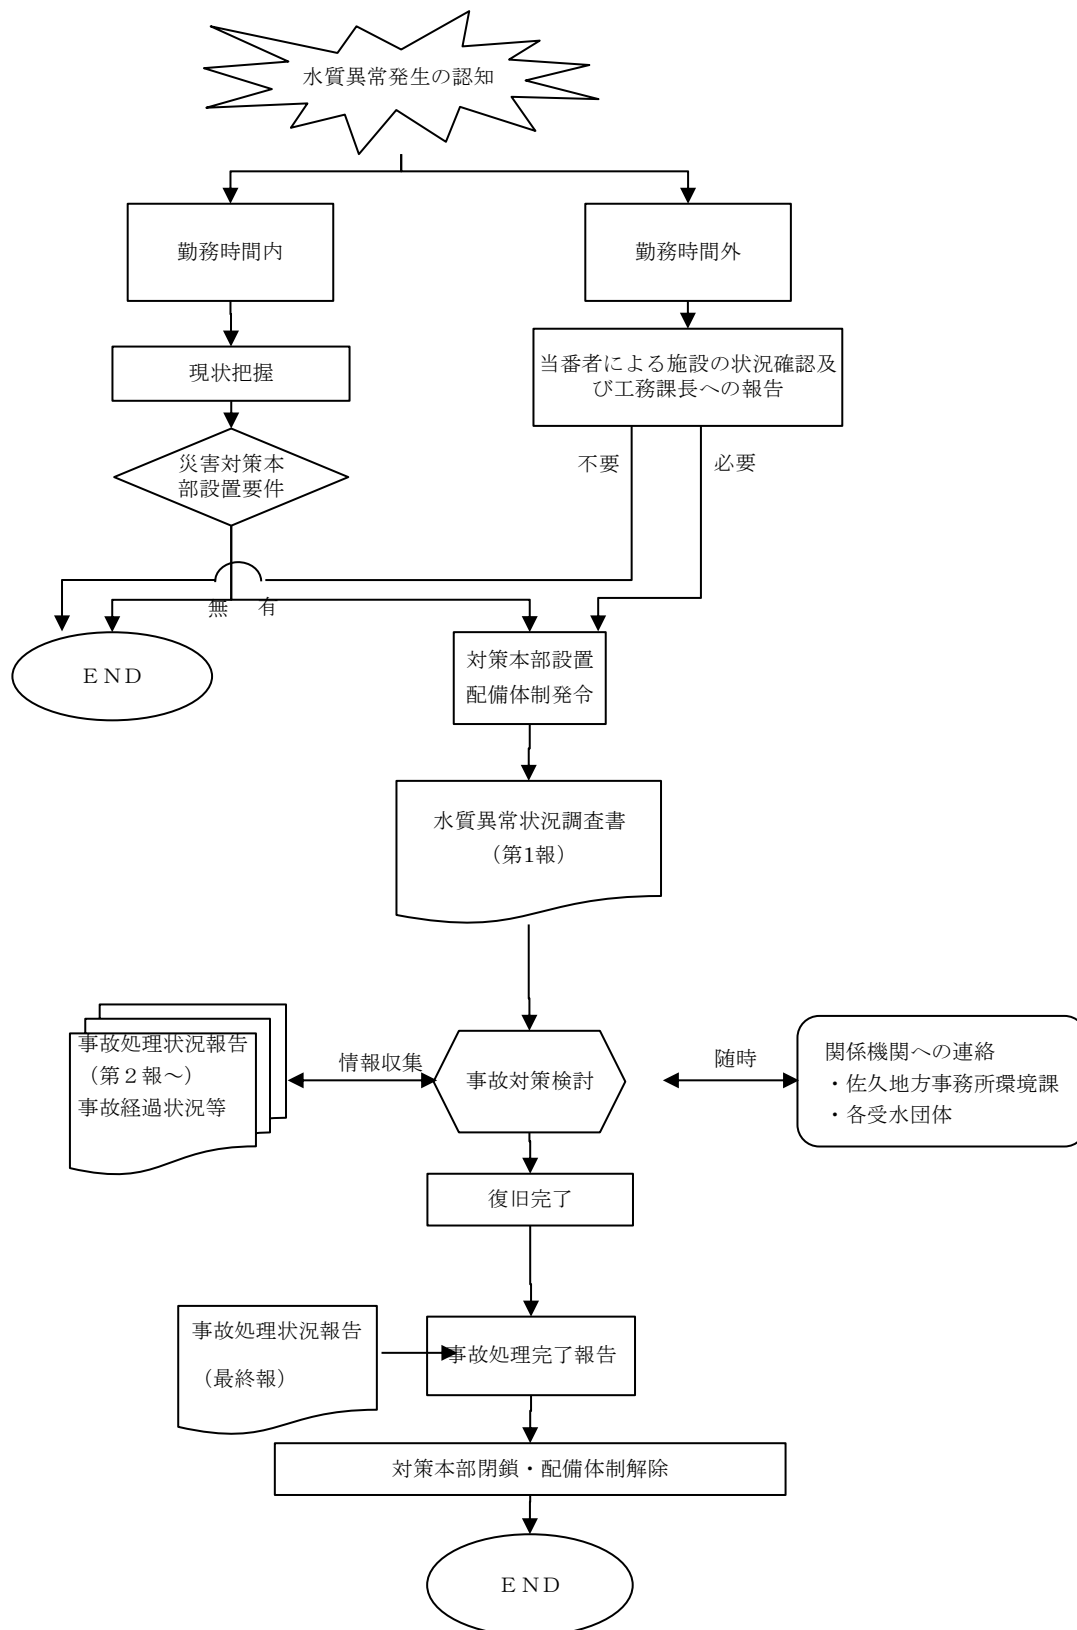 水質異常発生の認知
勤務時間内
勤務時間外
現状把握
当番者による施設の状況確認及
び工務課長への報告
災害対策本
部設置要件
不要
必要
無
有
END
対策本部設置
配備体制発令
水質異常状況調査書
（第1報）
事故処理状況報告
（第２報～）
事故経過状況等
情報収集
事故対策検討
随時
関係機関への連絡
・佐久地方事務所環境課
・各受水団体
復旧完了
事故処理状況報告
（最終報）
事故処理完了報告
対策本部閉鎖・配備体制解除
END